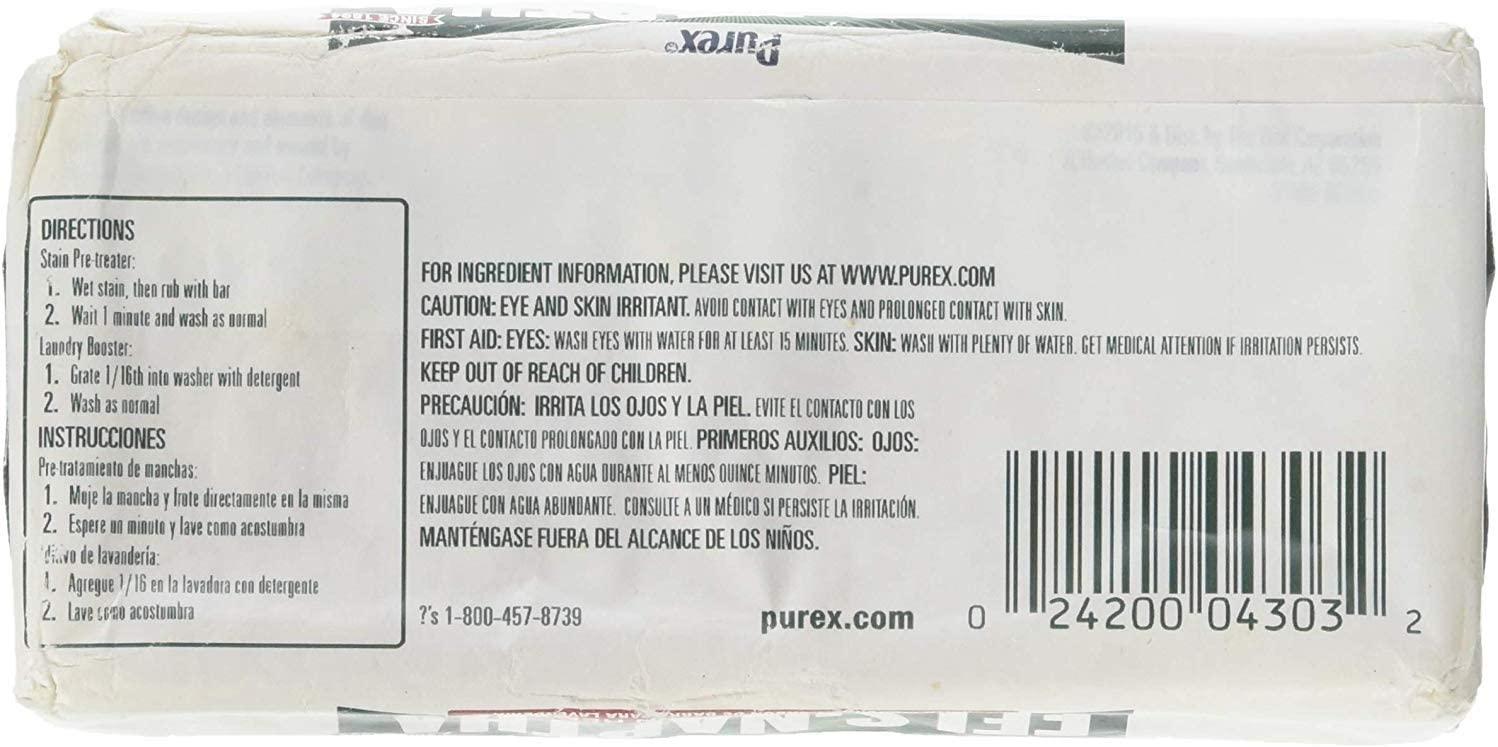 SINCE 1894
Purex®
DIRECTIONS
Stain Pre-treater:
1. Wet stain, then rub with bar
2. Wait 1 minute and wash as normal
Laundry Booster:
1. Grate 1/16th into washer with detergent
2. Wash as normal
INSTRUCCIONES
Pre-tratamiento de manchas:
1. Moje la mancha y frote directamente en la misma
2. Espere un minuto y lave como acostumbra
de lavandería:
1. Agregue 1/16 en la lavadora con detergente
2. Lave como acostumbra
FOR INGREDIENT INFORMATION, PLEASE VISIT US AT WWW.PUREX.COM
CAUTION: EYE AND SKIN IRRITANT. AVOID CONTACT WITH EYES AND PROLONGED CONTACT WITH SKIN.
FIRST AID: EYES: WASH EYES WITH WATER FOR AT LEAST 15 MINUTES. SKIN: WASH WITH PLENTY OF WATER. GET MEDICAL ATTENTION IF IRRITATION PERSISTS.
KEEP OUT OF REACH OF CHILDREN.
PRECAUCIÓN: IRRITA LOS OJOS Y LA PIEL. EVITE EL CONTACTO CON LOS
OJOS Y EL CONTACTO PROLONGADO CON LA PIEL. PRIMEROS AUXILIOS: OJOS:
ENJUAGUE LOS OJOS CON AGUA DURANTE AL MENOS QUINCE MINUTOS. PIEL:
ENJUAGUE CON AGUA ABUNDANTE. CONSULTE A UN MÉDICO SI PERSISTE LA IRRITACIÓN.
MANTÉNGASE FUERA DEL ALCANCE DE LOS NIÑOS.
?'s 1-800-457-8739
purex.com
0 24200 04303 2